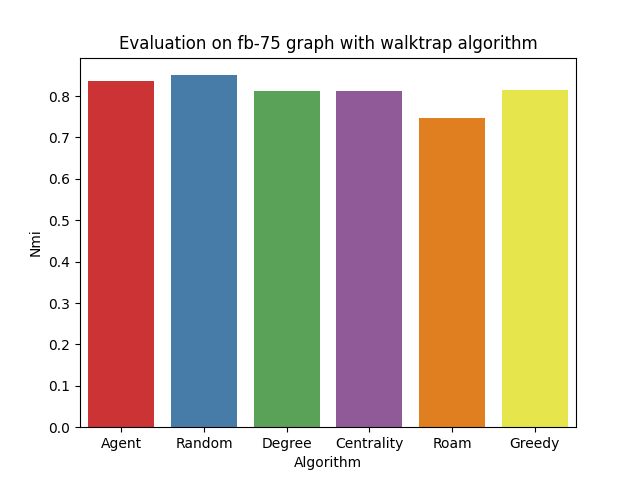 Evaluation on fb-75 graph with walktrap algorithm
Nmi
0.8
0.7
0.6
0.5
0.4
0.3
0.2
0.1
0.0
Agent Random Degree Centrality Roam Greedy
Algorithm